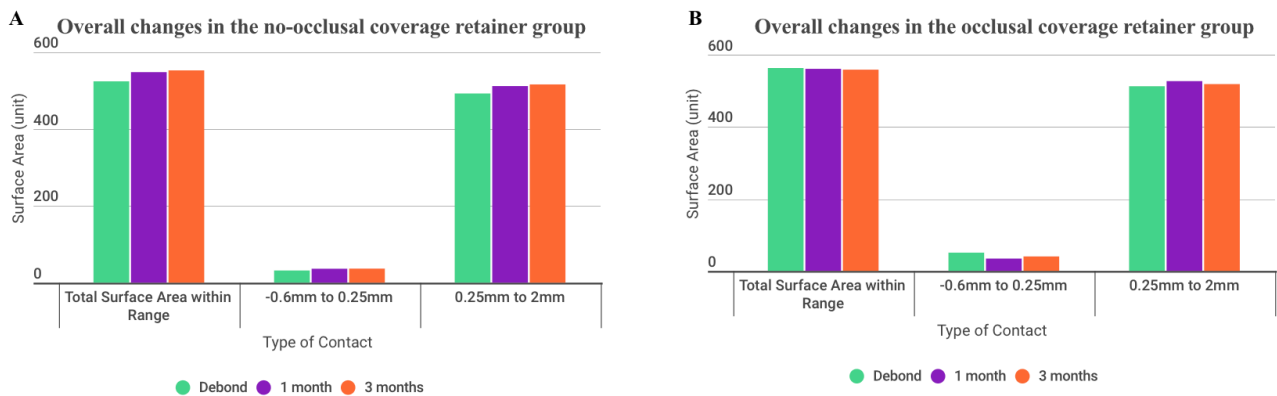 A
Overall changes in the no-occlusal coverage retainer group
600
400
200
0
Surface Area (unit)
Total Surface Area within
Range
-0.6mm to 0.25mm
0.25mm to 2mm
Type of Contact
Debond
1 month
3 months
B
Overall changes in the occlusal coverage retainer group
600
400
200
0
Surface Area (unit)
Total Surface Area within
Range
-0.6mm to 0.25mm
0.25mm to 2mm
Type of Contact
Debond
1 month
3 months